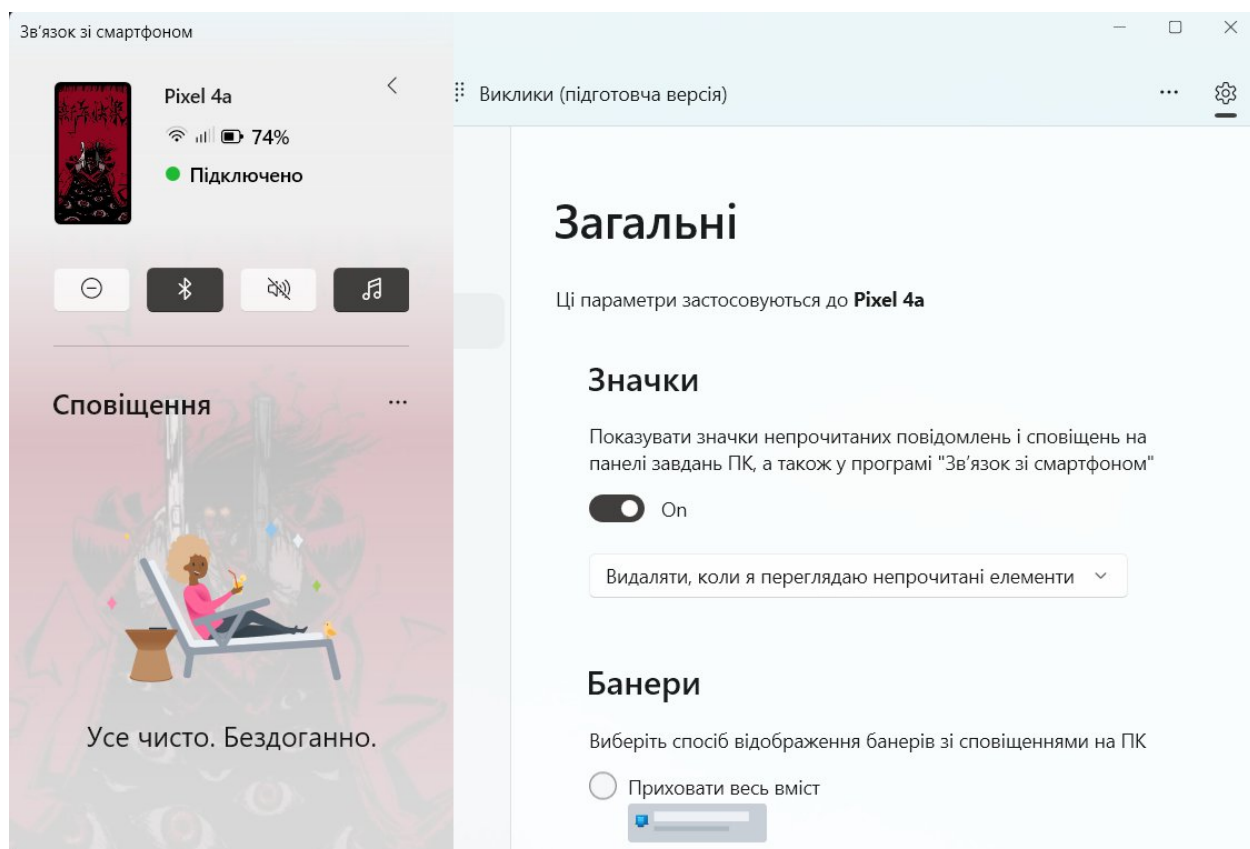 Зв’язок зі смартфоном
Pixel 4a
74%
Підключено
Сповіщення
Усе чисто. Бездоганно.
Виклики (підготовча версія)
Загальні
Ці параметри застосовуються до Pixel 4a
Значки
Показувати значки непрочитаних повідомлень і сповіщень на
панелі завдань ПК, а також у програмі "Зв’язок зі смартфоном"
On
Видаляти, коли я переглядаю непрочитані елементи
Банери
Виберіть спосіб відображення банерів зі сповіщеннями на ПК
Приховати весь вміст